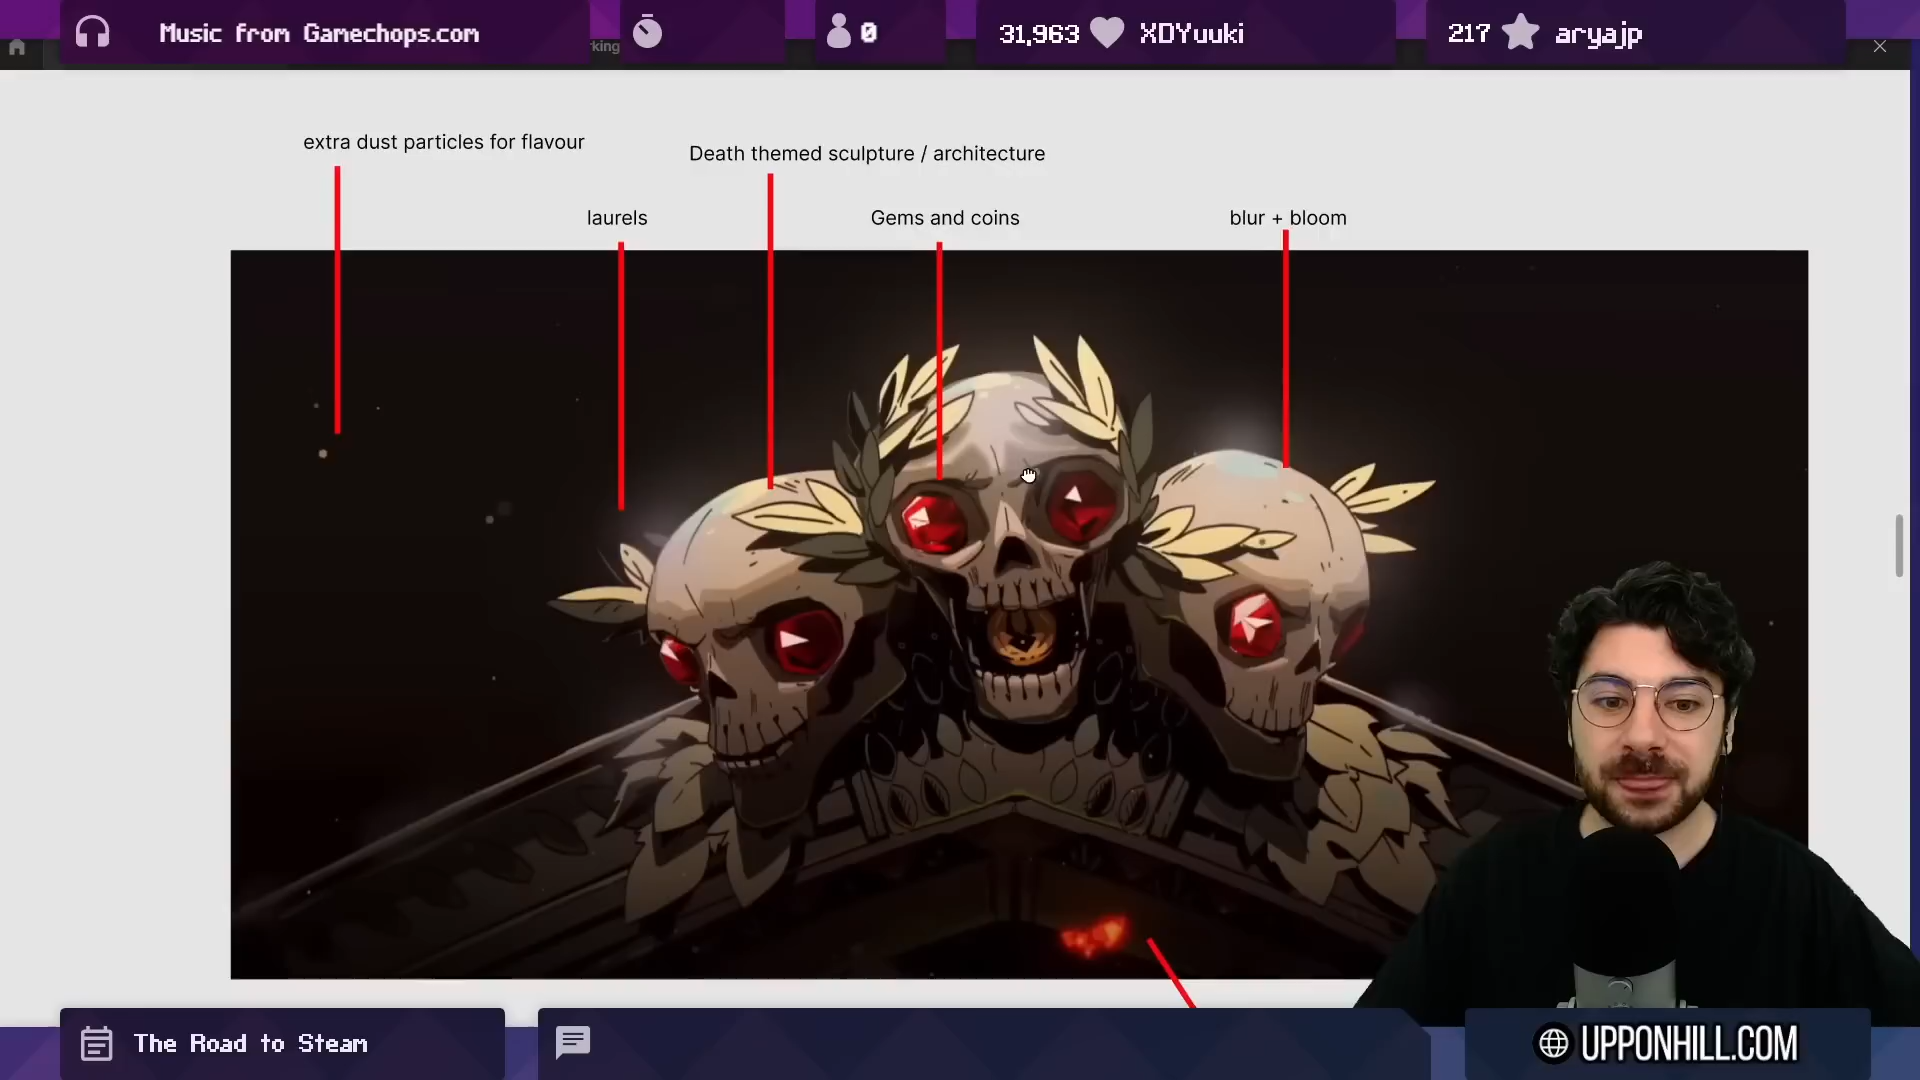 Music from Gamechops.com
rking
0
31,963
XDYuuki
217
aryajp
extra dust particles for flavour
Death themed sculpture / architecture
laurels
Gems and coins
blur + bloom
The Road to Steam
UPPONHILL.COM